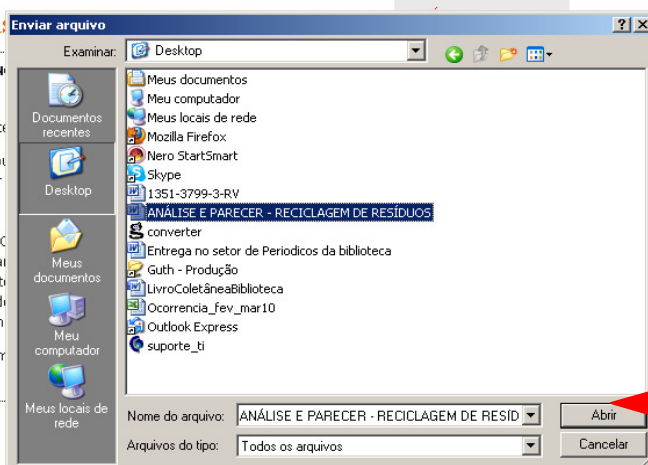 Enviar arquivo
Examinar: Desktop
Documentos
recentes
Desktop
Meus
documentos
Meu
computador
Meus locais de
rede
Meus documentos
Meu computador
Meus locais de rede
Mozilla Firefox
Nero StartSmart
Skype
1351-3799-3-RV
ANÁLISE E PARECER - RECICLAGEM DE RESÍDUOS
converter
Entrega no setor de Periodicos da biblioteca
Guth - Produção
LivroColetâneaBiblioteca
Ocorrencia_fev_mar10
Outlook Express
suporte_ti
Nome do arquivo: ANÁLISE E PARECER - RECICLAGEM DE RESÍD Abrir
Arquivos do tipo: Todos os arquivos Cancelar